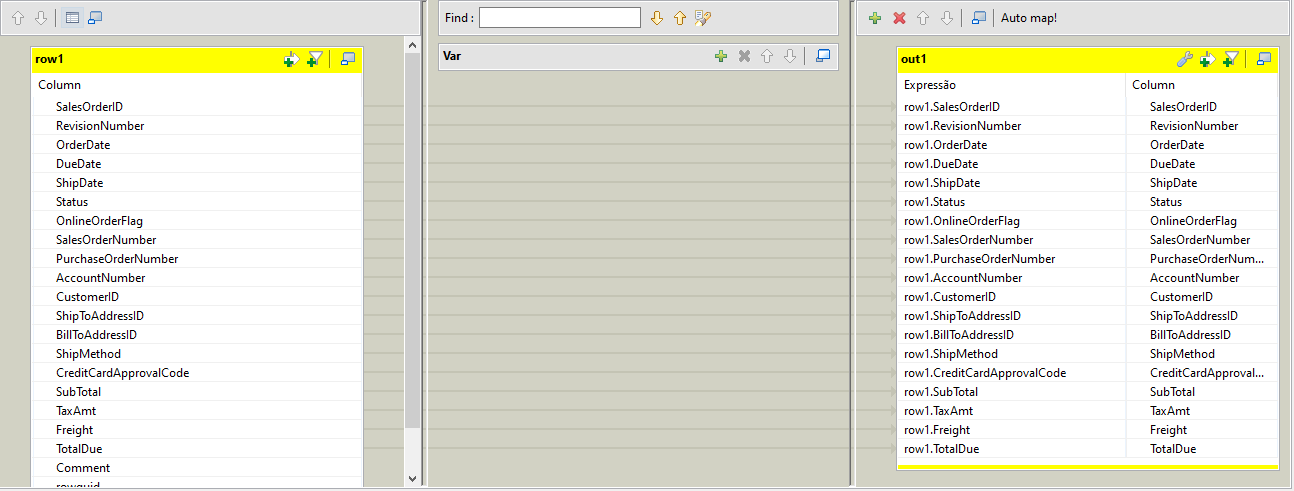 Find :
Auto map!
row1
Var
out1
Column
Expressão Column
SalesOrderID
RevisionNumber
OrderDate
DueDate
ShipDate
Status
OnlineOrderFlag
SalesOrderNumber
PurchaseOrderNumber
AccountNumber
CustomerID
ShipToAddressID
BillToAddressID
ShipMethod
CreditCardApprovalCode
SubTotal
TaxAmt
Freight
TotalDue
Comment
rowguid
row1.SalesOrderID SalesOrderID
row1.RevisionNumber RevisionNumber
row1.OrderDate OrderDate
row1.DueDate DueDate
row1.ShipDate ShipDate
row1.Status Status
row1.OnlineOrderFlag OnlineOrderFlag
row1.SalesOrderNumber SalesOrderNumber
row1.PurchaseOrderNumber PurchaseOrderNum...
row1.AccountNumber AccountNumber
row1.CustomerID CustomerID
row1.ShipToAddressID ShipToAddressID
row1.BillToAddressID BillToAddressID
row1.ShipMethod ShipMethod
row1.CreditCardApprovalCode CreditCardApproval...
row1.SubTotal SubTotal
row1.TaxAmt TaxAmt
row1.Freight Freight
row1.TotalDue TotalDue